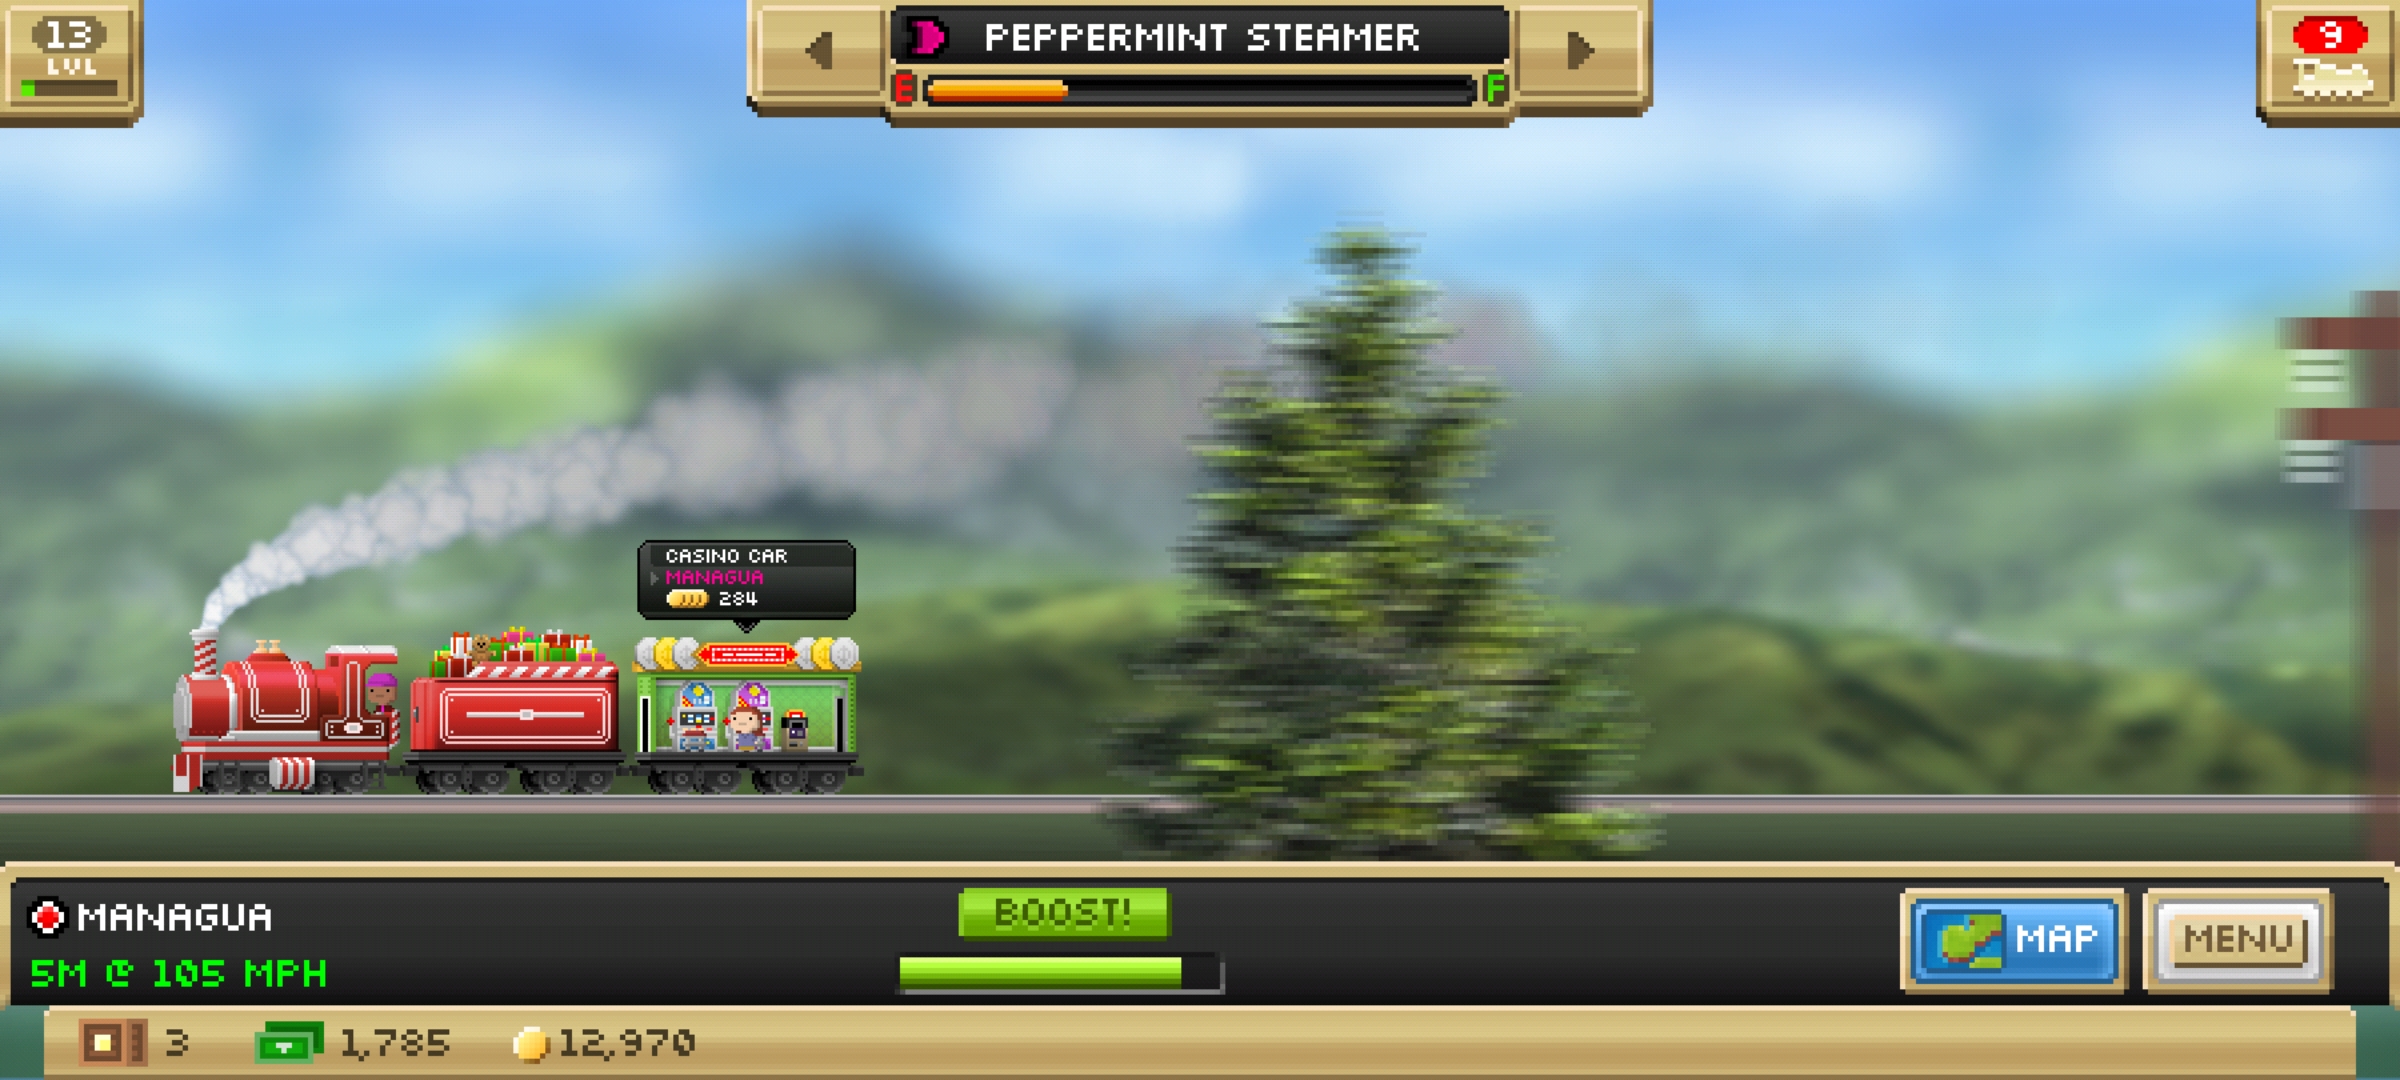 13
LVL
PEPPERMINT STEAMER
E F
9
CASINO CAR
MANAGUA
284
MANAGUA
5M @ 105 MPH
BOOST!
MAP
MENU
3
1,785
12,970